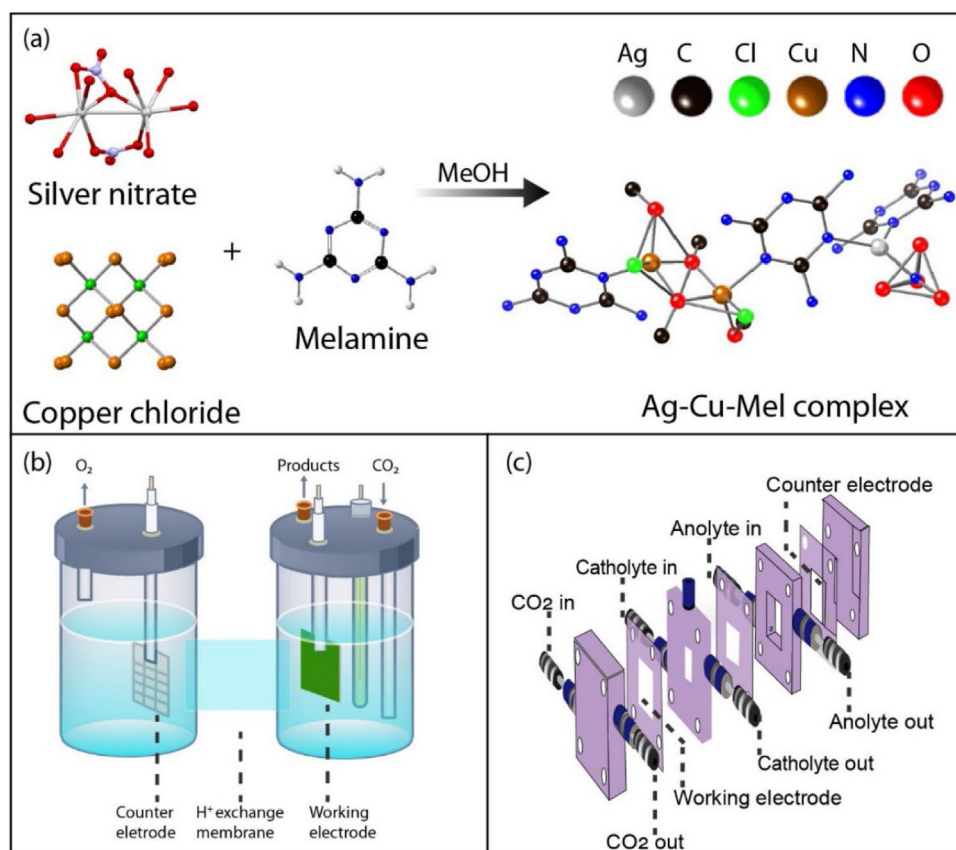 (a)
Ag C Cl Cu N O
Silver nitrate
+
MeOH
Melamine
Copper chloride
Ag-Cu-Mel complex
(b)
O₂
Products
CO₂
Counter
eletrode
H⁺ exchange
membrane
Working
electrode
(c)
Counter electrode
Anolyte in
Catholyte in
CO2 in
Anolyte out
Catholyte out
Working electrode
CO2 out